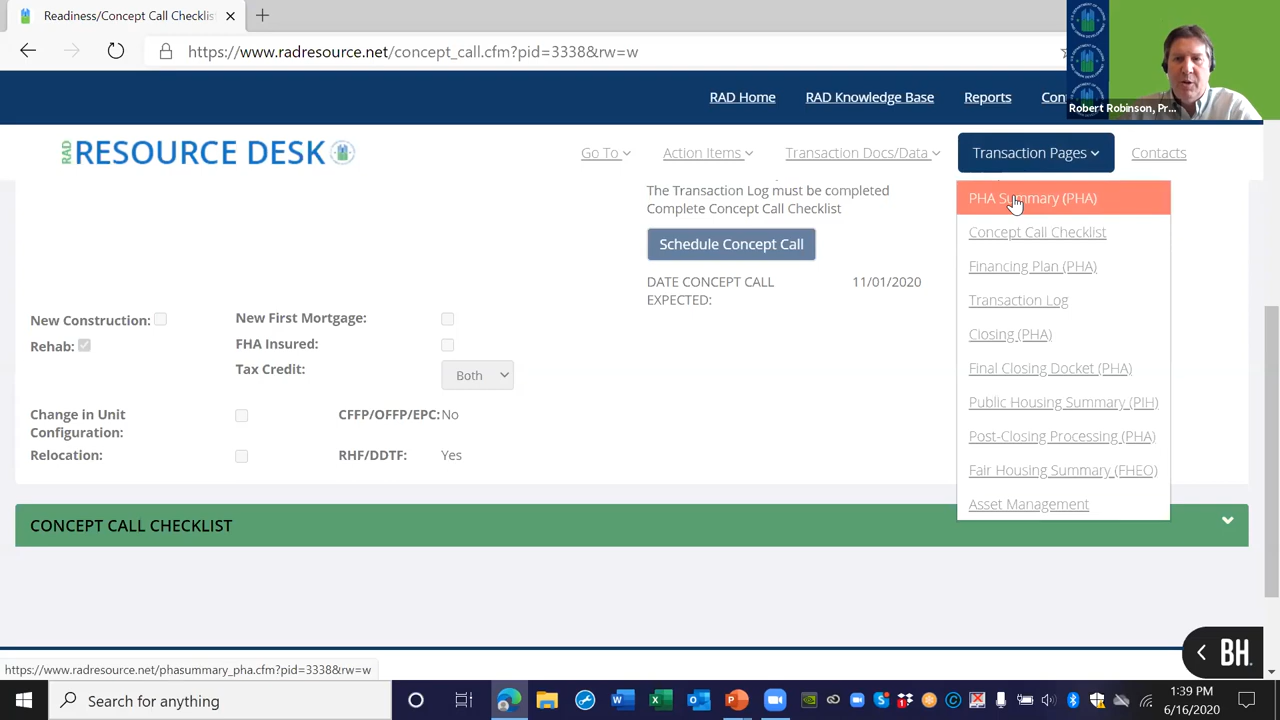 Readiness/Concept Call Checklis
https://www.radresource.net/concept_call.cfm?pid=3338&rw=w
Robert Robinson, Pr...
RAD Home
RAD Knowledge Base
Reports
Con
RAD RESOURCE DESK
Go To
Action Items
Transaction Docs/Data
Transaction Pages
Contacts
The Transaction Log must be completed
Complete Concept Call Checklist
Schedule Concept Call
DATE CONCEPT CALL EXPECTED: 11/01/2020
PHA Summary (PHA)
Concept Call Checklist
Financing Plan (PHA)
Transaction Log
Closing (PHA)
Final Closing Docket (PHA)
Public Housing Summary (PIH)
Post-Closing Processing (PHA)
Fair Housing Summary (FHEO)
Asset Management
New Construction:
Rehab:
New First Mortgage:
FHA Insured:
Tax Credit: Both
Change in Unit
Configuration:
CFFP/OFFP/EPC: No
Relocation:
RHF/DDTF: Yes
CONCEPT CALL CHECKLIST
BH.
https://www.radresource.net/phasummary_pha.cfm?pid=3338&rw=w
Search for anything
1:39 PM
6/16/2020